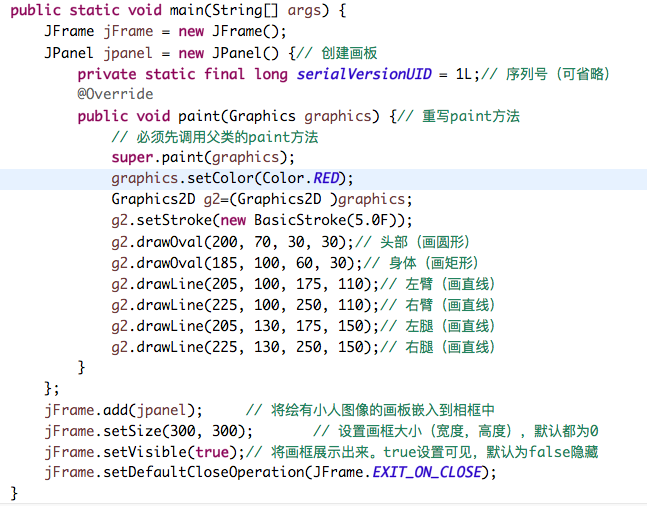 public static void main(String[] args) {
JFrame jFrame = new JFrame();
JPanel jpanel = new JPanel() {// 创建画板
private static final long serialVersionUID = 1L;// 序列号（可省略）
@Override
public void paint(Graphics graphics) {// 重写paint方法
// 必须先调用父类的paint方法
super.paint(graphics);
graphics.setColor(Color.RED);
Graphics2D g2=(Graphics2D )graphics;
g2.setStroke(new BasicStroke(5.0F));
g2.drawOval(200, 70, 30, 30);// 头部（画圆形）
g2.drawOval(185, 100, 60, 30);// 身体（画矩形）
g2.drawLine(205, 100, 175, 110);// 左臂（画直线）
g2.drawLine(225, 100, 250, 110);// 右臂（画直线）
g2.drawLine(205, 130, 175, 150);// 左腿（画直线）
g2.drawLine(225, 130, 250, 150);// 右腿（画直线）
}
};
jFrame.add(jpanel); // 将绘有小人图像的画板嵌入到相框中
jFrame.setSize(300, 300); // 设置画框大小（宽度，高度），默认都为0
jFrame.setVisible(true);// 将画框展示出来。true设置可见，默认为false隐藏
jFrame.setDefaultCloseOperation(JFrame.EXIT_ON_CLOSE);
}